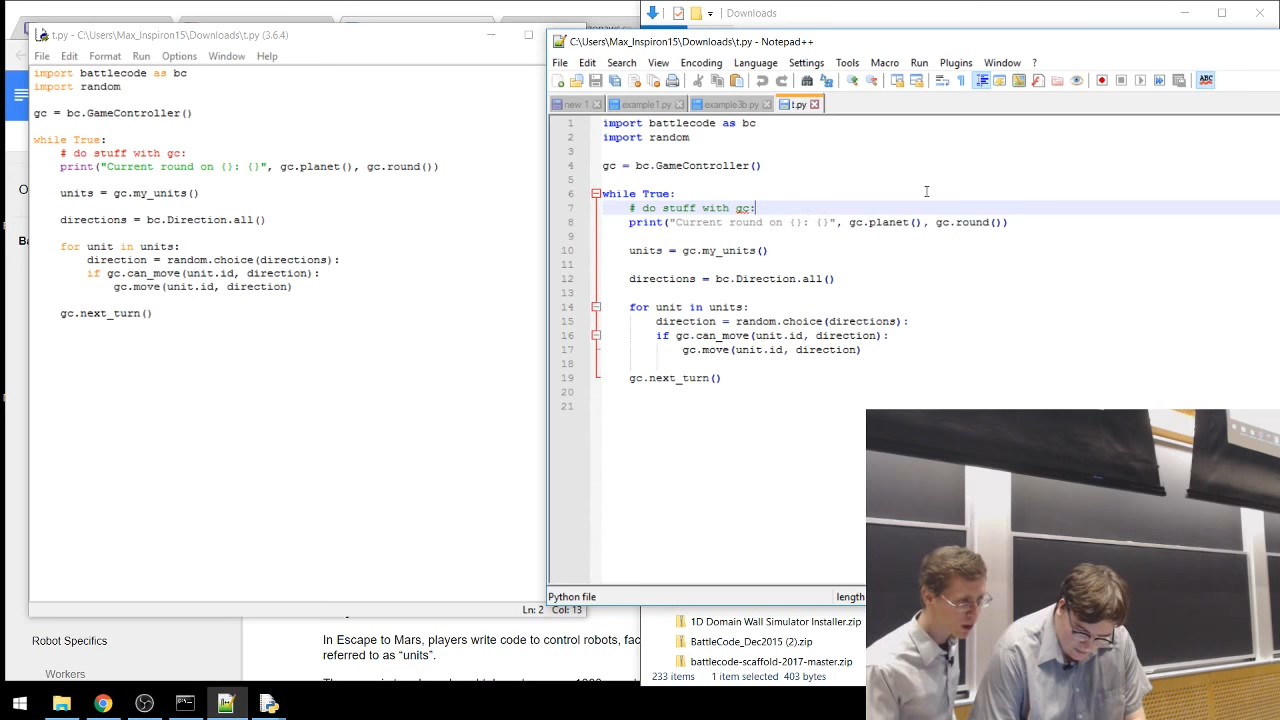 Downloads
t.py - C:\Users\Max_Inspiron15\Downloads\t.py (3.6.4)
File Edit Format Run Options Window Help
import battlecode as bc
import random
gc = bc.GameController()
while True:
# do stuff with gc:
print("Current round on {}: {}", gc.planet(), gc.round())
units = gc.my_units()
directions = bc.Direction.all()
for unit in units:
direction = random.choice(directions):
if gc.can_move(unit.id, direction):
gc.move(unit.id, direction)
gc.next_turn()
Ln: 2 Col: 13
C:\Users\Max_Inspiron15\Downloads\t.py - Notepad++
File Edit Search View Encoding Language Settings Tools Macro Run Plugins Window ?
ABC
new 1 example1.py example3b.py t.py
1 import battlecode as bc
2 import random
3
4 gc = bc.GameController()
5
6 while True:
7 # do stuff with gc:
8 print("Current round on {}: {}", gc.planet(), gc.round())
9
10 units = gc.my_units()
11
12 directions = bc.Direction.all()
13
14 for unit in units:
15 direction = random.choice(directions):
16 if gc.can_move(unit.id, direction):
17 gc.move(unit.id, direction)
18
19 gc.next_turn()
20
21
Python file length
Robot Specifics
Workers
In Escape to Mars, players write code to control robots, fac
referred to as “units”.
1D Domain Wall Simulator Installer.zip
BattleCode_Dec2015 (2).zip
battlecode-scaffold-2017-master.zip
233 items 1 item selected 403 bytes